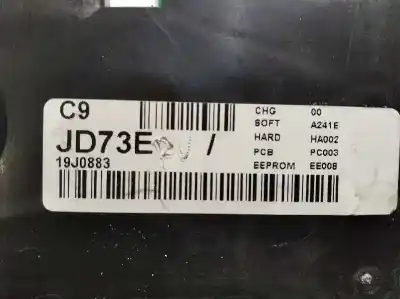 C9
JD73E /
19J0883
CHG 00
SOFT A241E
HARD HA002
PCB PC003
EEPROM EE008